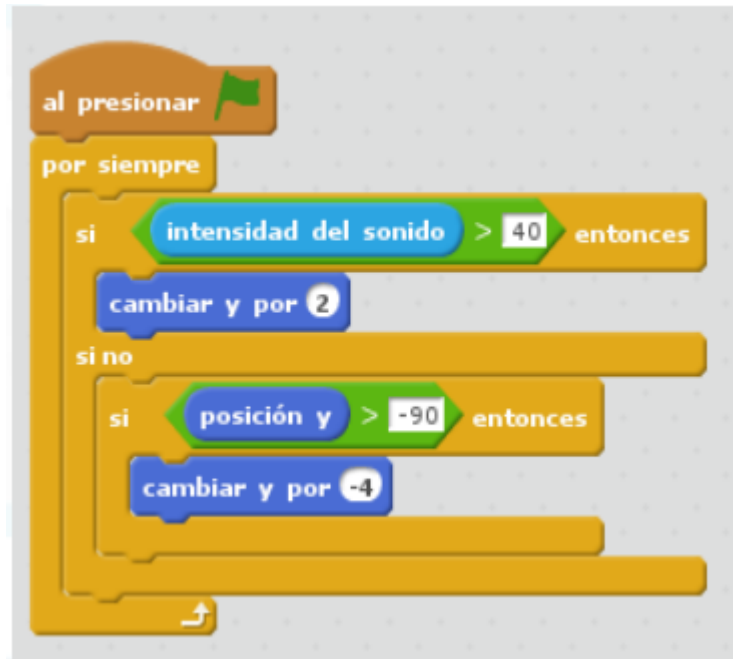 al presionar
por siempre
si intensidad del sonido > 40 entonces
cambiar y por 2
si no
si posición y > -90 entonces
cambiar y por -4